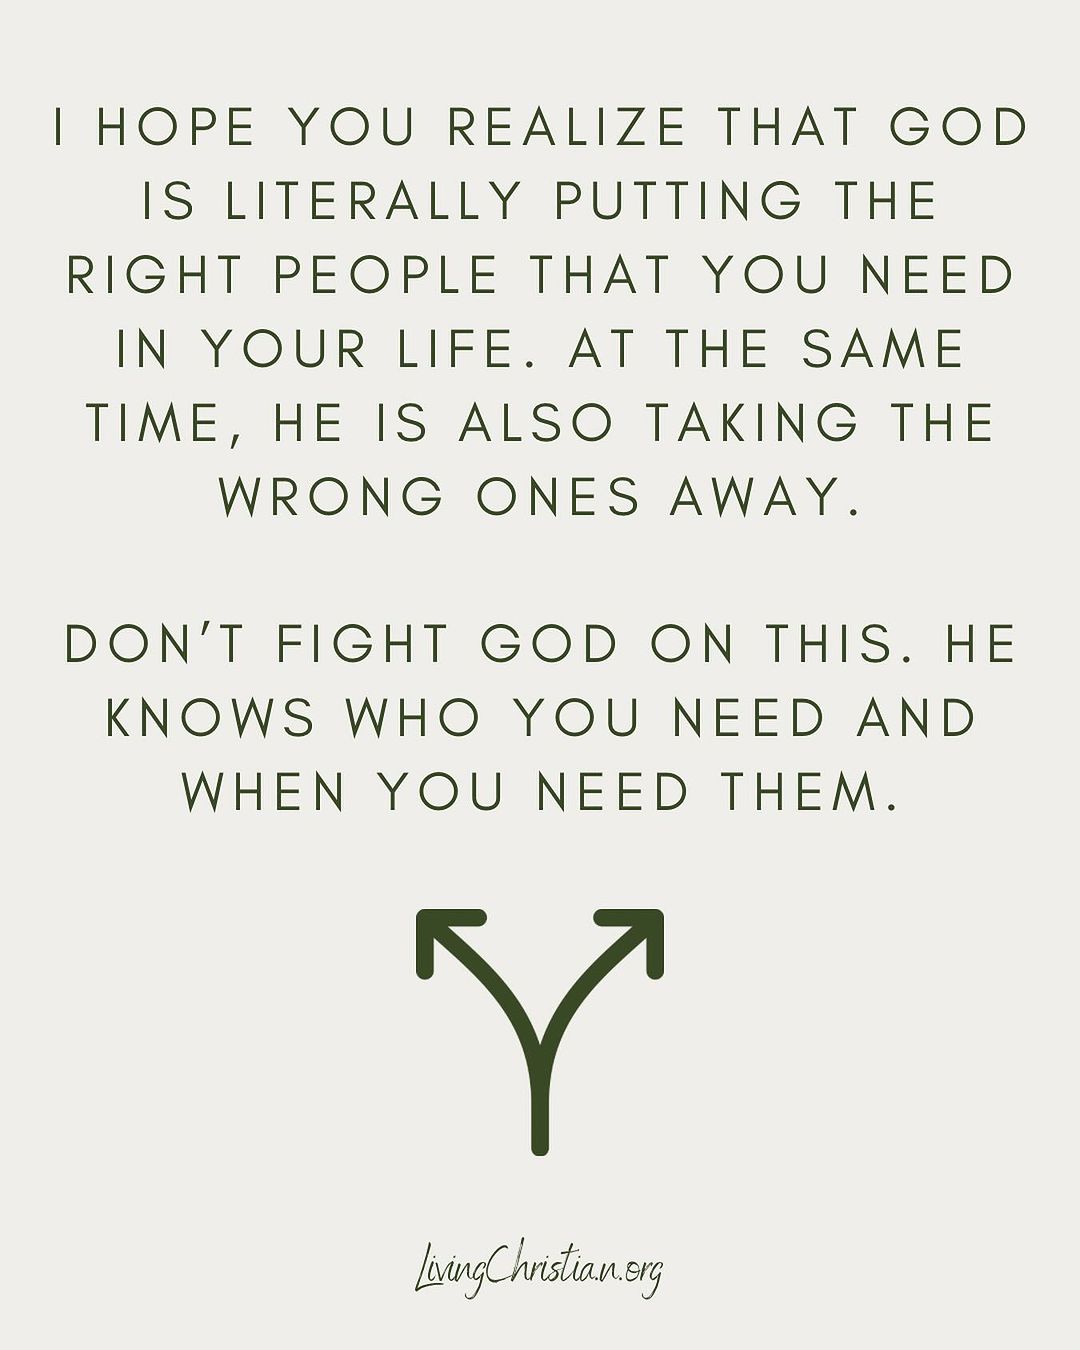 I HOPE YOU REALIZE THAT GOD
IS LITERALLY PUTTING THE
RIGHT PEOPLE THAT YOU NEED
IN YOUR LIFE. AT THE SAME
TIME, HE IS ALSO TAKING THE
WRONG ONES AWAY.
DON'T FIGHT GOD ON THIS. HE
KNOWS WHO YOU NEED AND
WHEN YOU NEED THEM.
LivingChristian.org